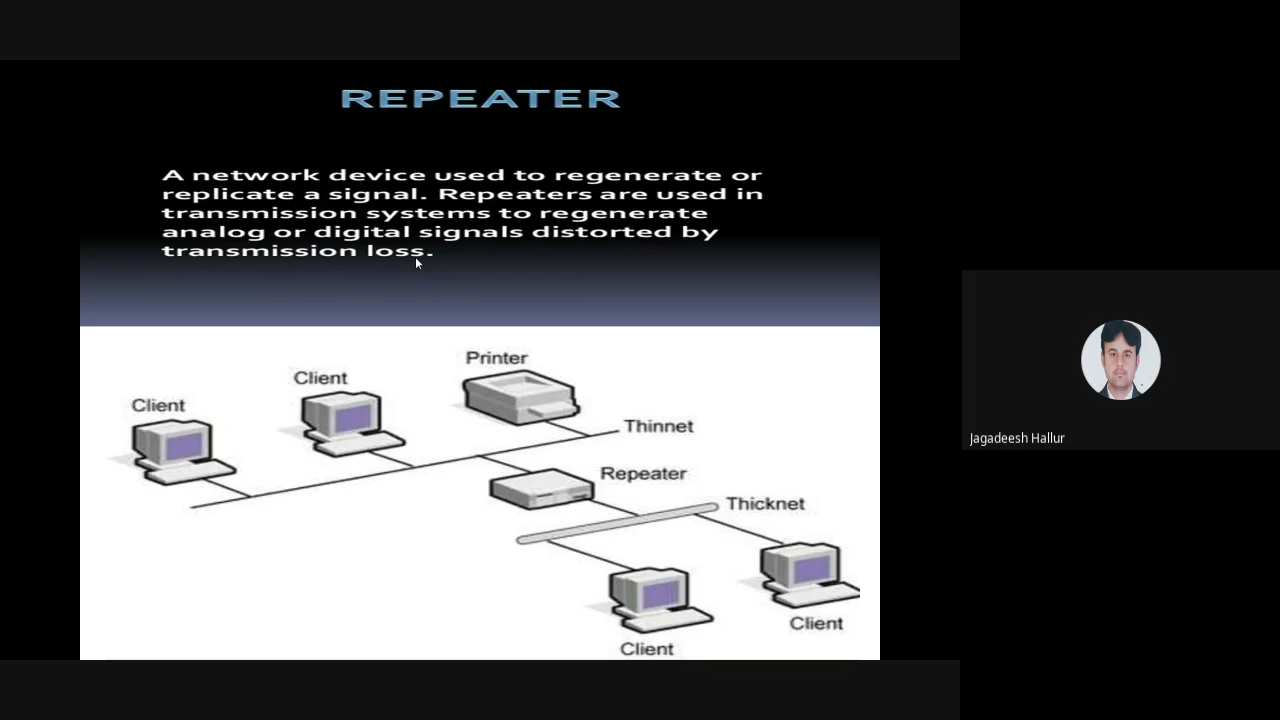 REPEATER
A network device used to regenerate or
replicate a signal. Repeaters are used in
transmission systems to regenerate
analog or digital signals distorted by
transmission loss.
Printer
Client
Client
Thinnet
Repeater
Thicknet
Client
Client
Jagadeesh Hallur